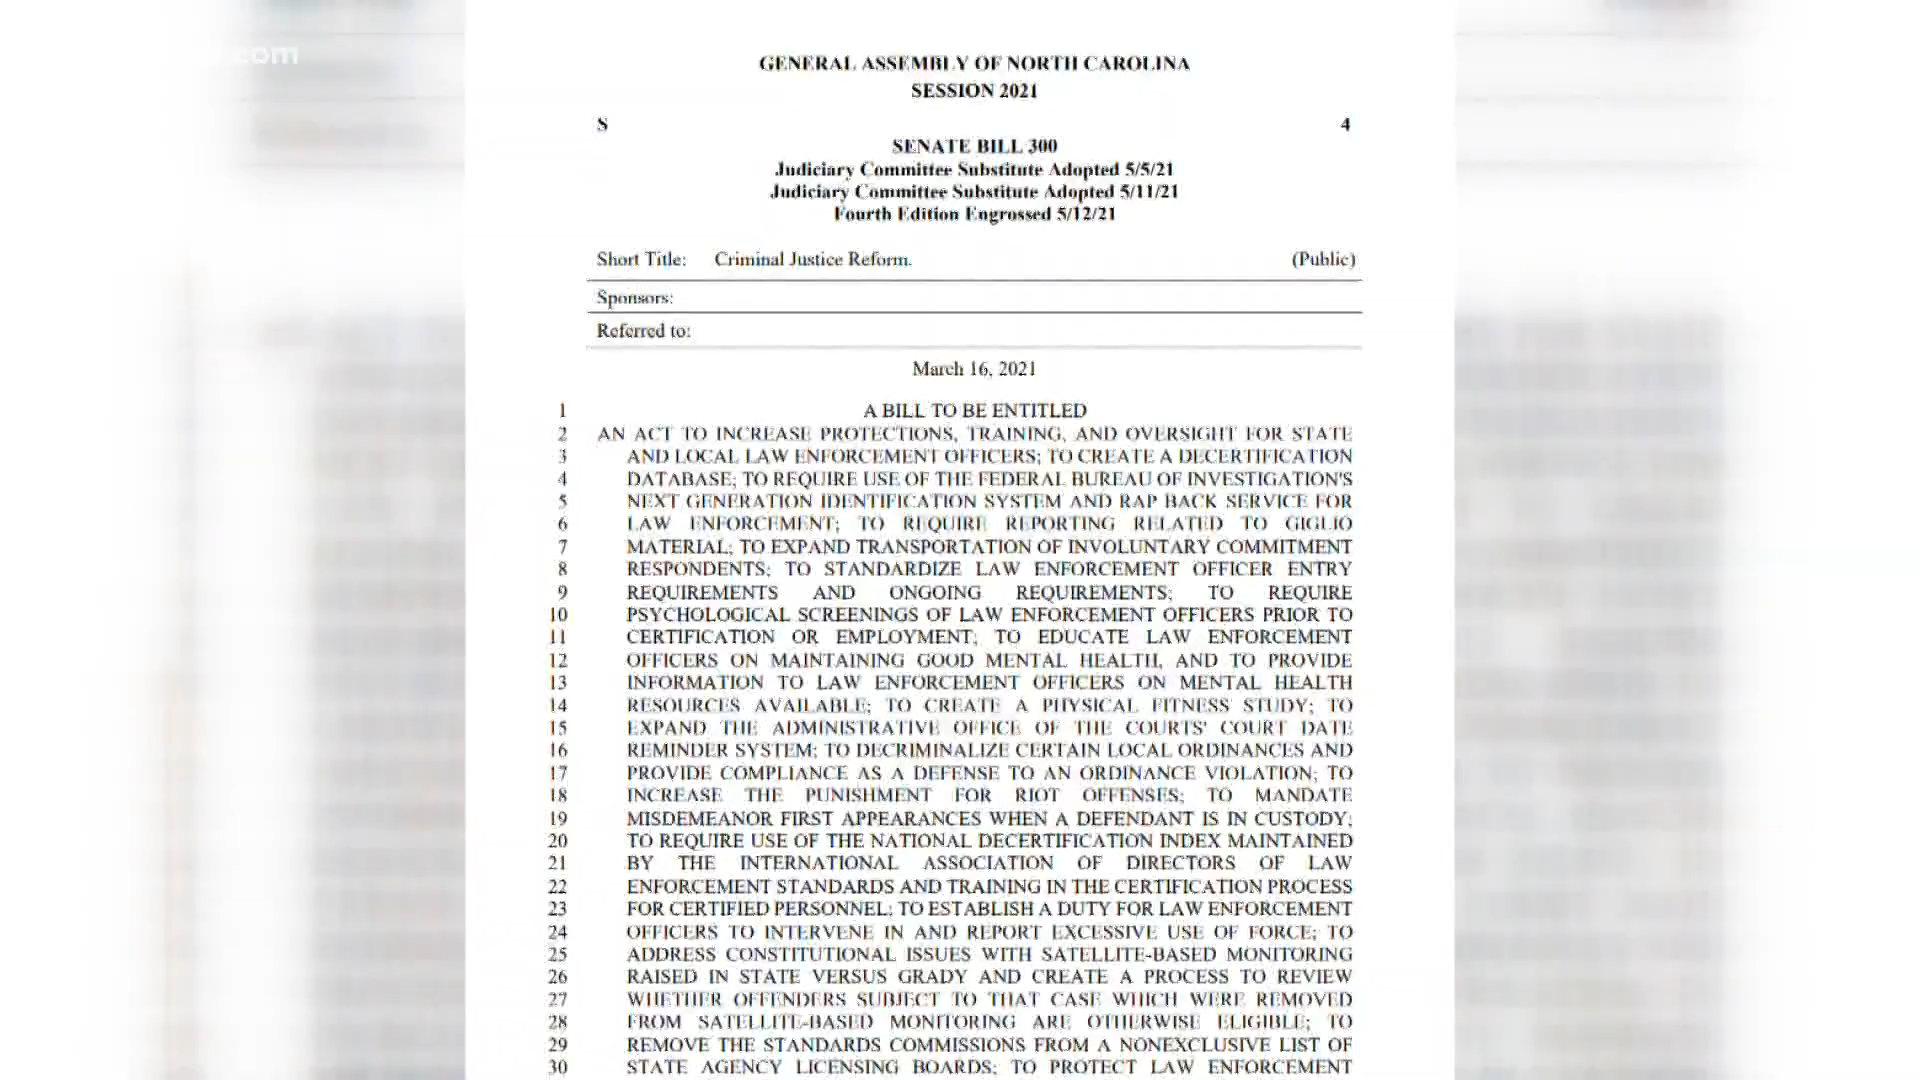 .com
GENERAL ASSEMBLY OF NORTH CAROLINA
SESSION 2021
S 4
SENATE BILL 300
Judiciary Committee Substitute Adopted 5/5/21
Judiciary Committee Substitute Adopted 5/11/21
Fourth Edition Engrossed 5/12/21
Short Title: Criminal Justice Reform. (Public)
Sponsors:
Referred to:
March 16, 2021
1 A BILL TO BE ENTITLED
2 AN ACT TO INCREASE PROTECTIONS, TRAINING, AND OVERSIGHT FOR STATE
3 AND LOCAL LAW ENFORCEMENT OFFICERS; TO CREATE A DECERTIFICATION
4 DATABASE; TO REQUIRE USE OF THE FEDERAL BUREAU OF INVESTIGATION'S
5 NEXT GENERATION IDENTIFICATION SYSTEM AND RAP BACK SERVICE FOR
6 LAW ENFORCEMENT; TO REQUIRE REPORTING RELATED TO GIGLIO
7 MATERIAL; TO EXPAND TRANSPORTATION OF INVOLUNTARY COMMITMENT
8 RESPONDENTS; TO STANDARDIZE LAW ENFORCEMENT OFFICER ENTRY
9 REQUIREMENTS AND ONGOING REQUIREMENTS; TO REQUIRE
10 PSYCHOLOGICAL SCREENINGS OF LAW ENFORCEMENT OFFICERS PRIOR TO
11 CERTIFICATION OR EMPLOYMENT; TO EDUCATE LAW ENFORCEMENT
12 OFFICERS ON MAINTAINING GOOD MENTAL HEALTH, AND TO PROVIDE
13 INFORMATION TO LAW ENFORCEMENT OFFICERS ON MENTAL HEALTH
14 RESOURCES AVAILABLE; TO CREATE A PHYSICAL FITNESS STUDY; TO
15 EXPAND THE ADMINISTRATIVE OFFICE OF THE COURTS' COURT DATE
16 REMINDER SYSTEM; TO DECRIMINALIZE CERTAIN LOCAL ORDINANCES AND
17 PROVIDE COMPLIANCE AS A DEFENSE TO AN ORDINANCE VIOLATION; TO
18 INCREASE THE PUNISHMENT FOR RIOT OFFENSES; TO MANDATE
19 MISDEMEANOR FIRST APPEARANCES WHEN A DEFENDANT IS IN CUSTODY;
20 TO REQUIRE USE OF THE NATIONAL DECERTIFICATION INDEX MAINTAINED
21 BY THE INTERNATIONAL ASSOCIATION OF DIRECTORS OF LAW
22 ENFORCEMENT STANDARDS AND TRAINING IN THE CERTIFICATION PROCESS
23 FOR CERTIFIED PERSONNEL; TO ESTABLISH A DUTY FOR LAW ENFORCEMENT
24 OFFICERS TO INTERVENE IN AND REPORT EXCESSIVE USE OF FORCE; TO
25 ADDRESS CONSTITUTIONAL ISSUES WITH SATELLITE-BASED MONITORING
26 RAISED IN STATE VERSUS GRADY AND CREATE A PROCESS TO REVIEW
27 WHETHER OFFENDERS SUBJECT TO THAT CASE WHICH WERE REMOVED
28 FROM SATELLITE-BASED MONITORING ARE OTHERWISE ELIGIBLE; TO
29 REMOVE THE STANDARDS COMMISSIONS FROM A NONEXCLUSIVE LIST OF
30 STATE AGENCY LICENSING BOARDS; TO PROTECT LAW ENFORCEMENT